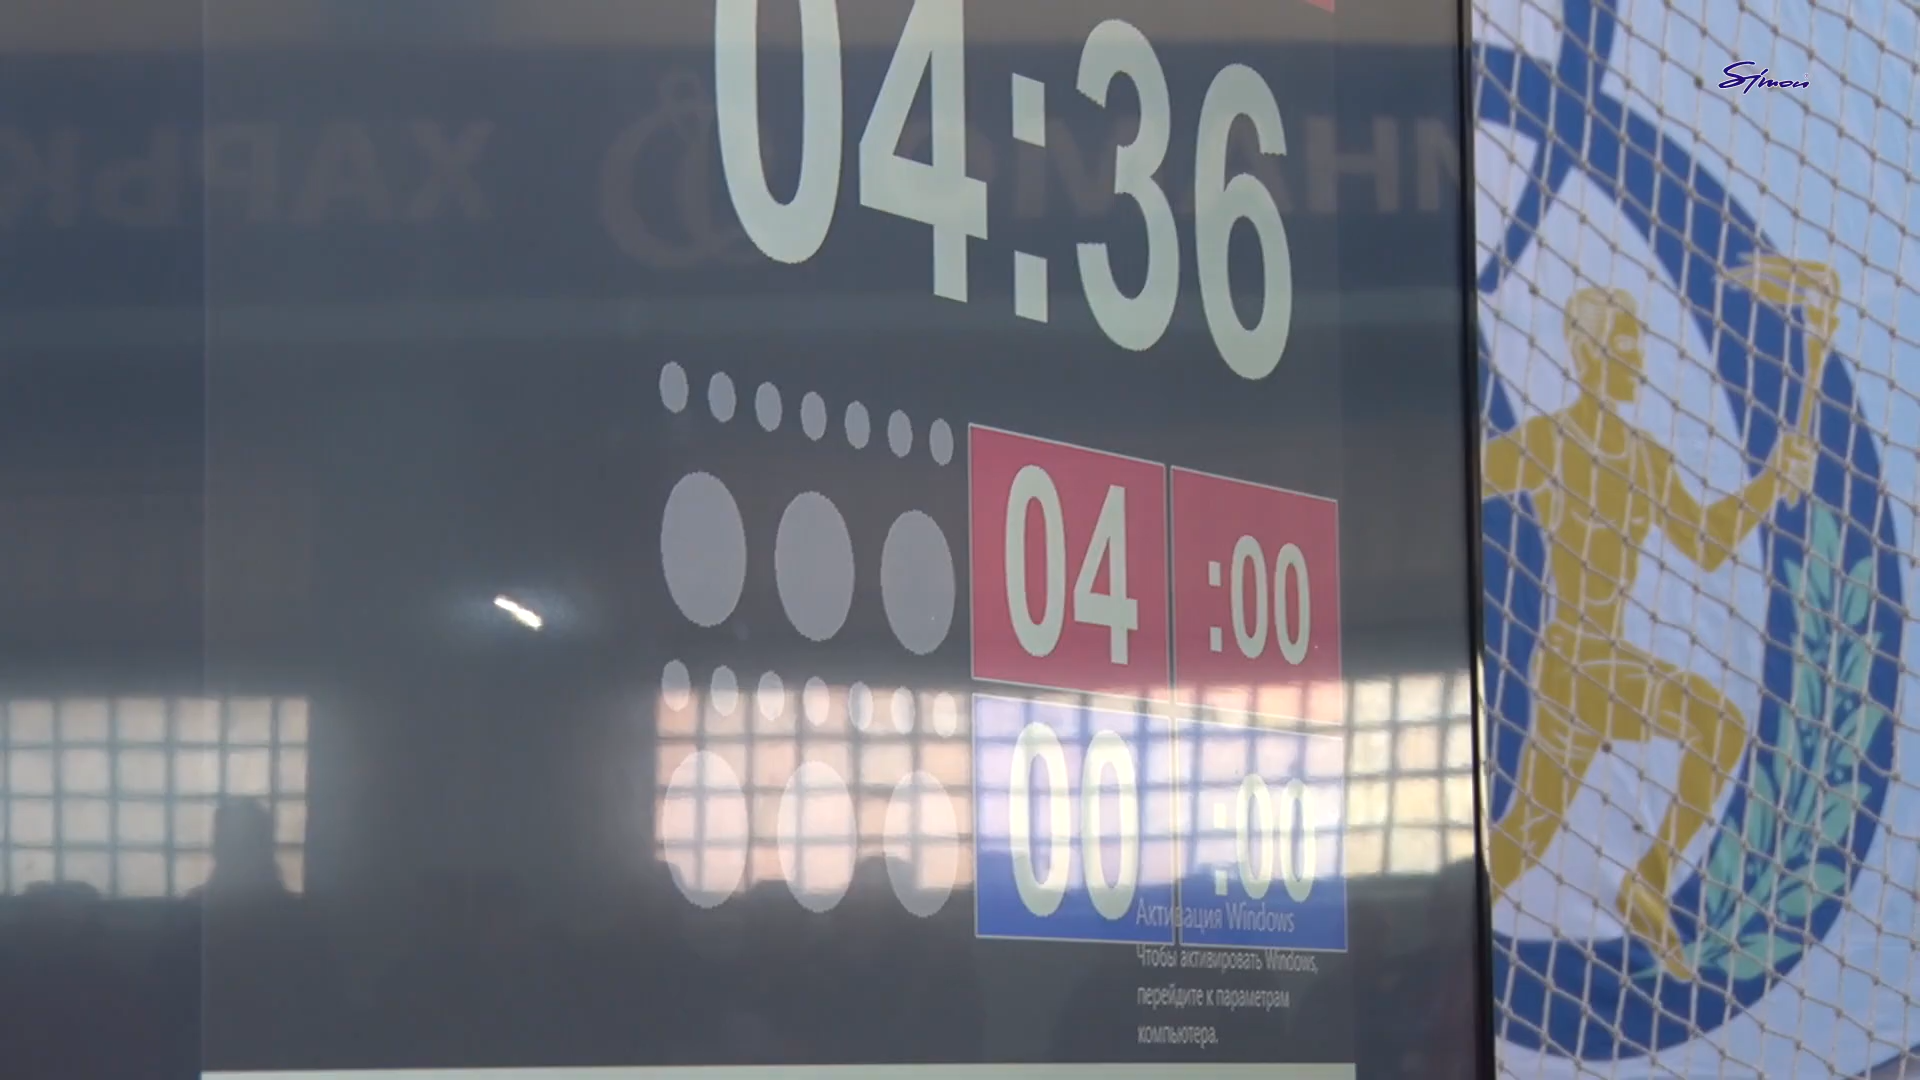 Simon
04:36
04 :00
00 :00
Активация Windows
Чтобы активировать Windows,
перейдите к параметрам
компьютера.